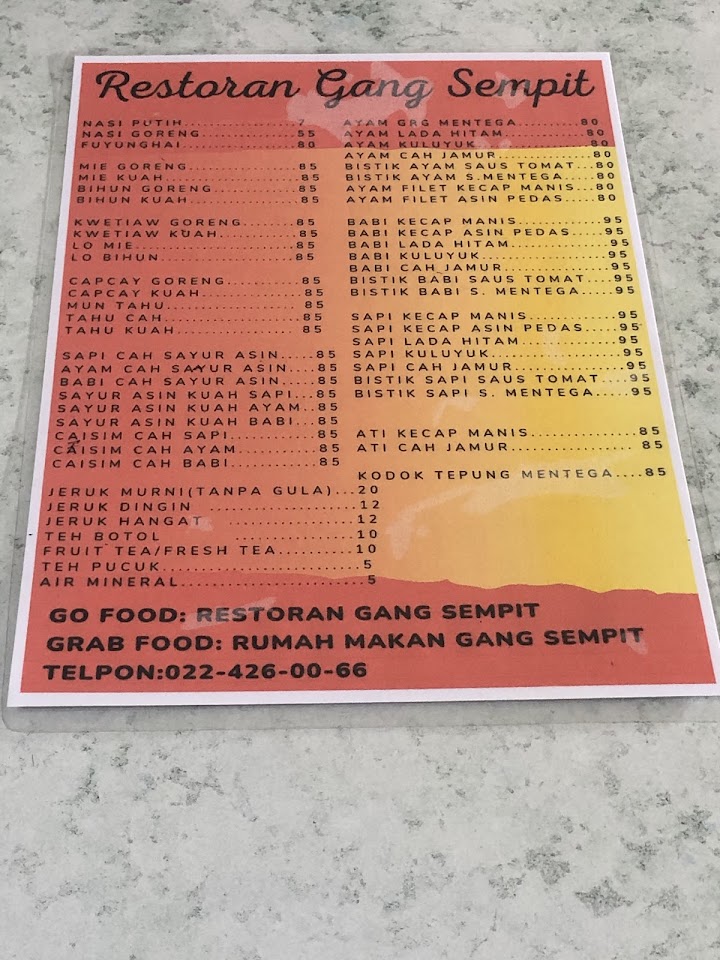 Restoran Gang Sempit
NASI PUTIH..............7
NASI GORENG.............55
FUYUNGHAI...............80
MIE GORENG..............85
MIE KUAH................85
BIHUN GORENG............85
BIHUN KUAH..............85
KWETIAW GORENG.......85
KWETIAW KUAH..........85
LO MIE...................85
LO BIHUN................85
CAPCAY GORENG.........85
CAPCAY KUAH............85
MUN TAHU................85
TAHU CAH................85
TAHU KUAH...............85
SAPI CAH SAYUR ASIN.....85
AYAM CAH SAYUR ASIN....85
BABI CAH SAYUR ASIN.....85
SAYUR ASIN KUAH SAPI...85
SAYUR ASIN KUAH AYAM..85
SAYUR ASIN KUAH BABI...85
CAISIM CAH SAPI..........85
CAISIM CAH AYAM.........85
CAISIM CAH BABI..........85
JERUK MURNI(TANPA GULA)...20
JERUK DINGIN ................12
JERUK HANGAT ..............12
TEH BOTOL ..............10
FRUIT TEA/FRESH TEA..........10
TEH PUCUK....................5
AIR MINERAL...................5
AYAM GRG MENTEGA.........80
AYAM LADA HITAM...........80
AYAM KULUYUK..............80
AYAM CAH JAMUR............80
BISTIK AYAM SAUS TOMAT...80
BISTIK AYAM S.MENTEGA....80
AYAM FILET KECAP MANIS...80
AYAM FILET ASIN PEDAS.....80
BABI KECAP MANIS...........95
BABI KECAP ASIN PEDAS.....95
BABI LADA HITAM............95
BABI KULUYUK...............95
BABI CAH JAMUR.............95
BISTIK BABI SAUS TOMAT....95
BISTIK BABI S. MENTEGA.....95
SAPI KECAP MANIS...........95
SAPI KECAP ASIN PEDAS.....95
SAPI LADA HITAM............95
SAPI KULUYUK...............95
SAPI CAH JAMUR.............95
BISTIK SAPI SAUS TOMAT....95
BISTIK SAPI S. MENTEGA.....95
ATI KECAP MANIS.............85
ATI CAH JAMUR............... 85
KODOK TEPUNG MENTEGA....85
GO FOOD: RESTORAN GANG SEMPIT
GRAB FOOD: RUMAH MAKAN GANG SEMPIT
TELPON:022-426-00-66